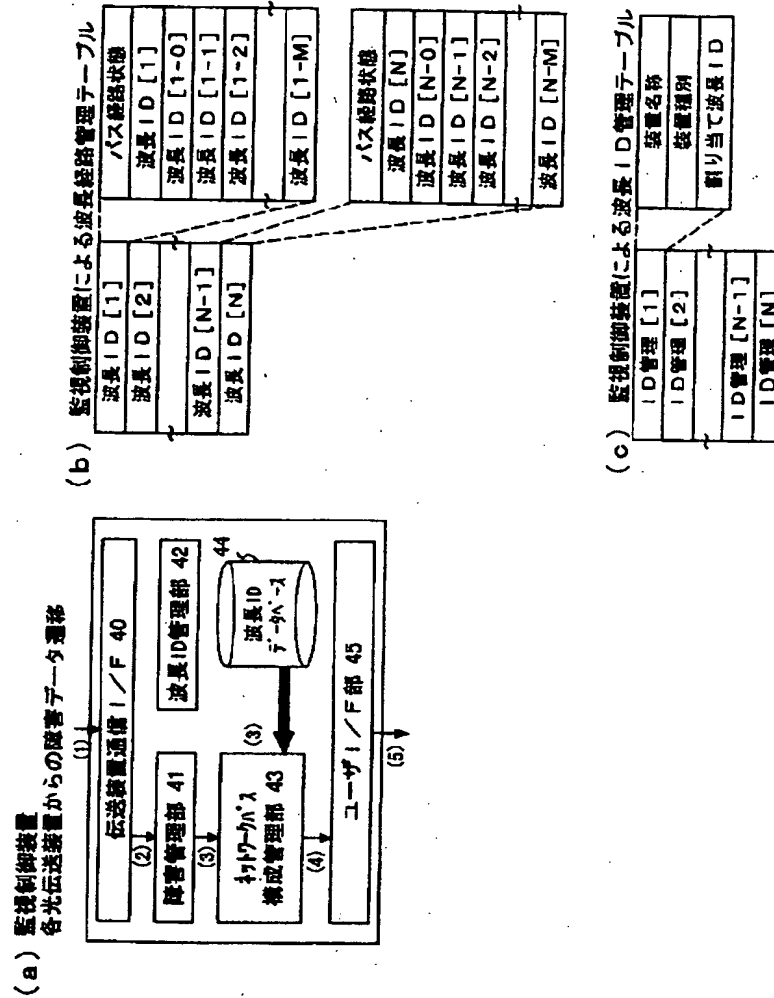 (a) 監視制御装置
各光伝送装置からの障害データ遷移
(1)
伝送装置通信I/F 40
(2)
障害管理部 41
波長ID管理部 42
(3)
(3)
44
ネットワークパス
構成管理部 43
波長ID
データベース
(4)
ユーザI/F部 45
(5)
(b) 監視制御装置による波長経路管理テーブル
波長ID [1]
波長ID [2]
波長ID [N-1]
波長ID [N]
パス経路状態
波長ID [1]
波長ID [1-0]
波長ID [1-1]
波長ID [1-2]
波長ID [1-M]
パス経路状態
波長ID [N]
波長ID [N-0]
波長ID [N-1]
波長ID [N-2]
波長ID [N-M]
(c) 監視制御装置による波長ID管理テーブル
ID管理 [1]
ID管理 [2]
ID管理 [N-1]
ID管理 [N]
装置名称
装置種別
割り当て波長ID